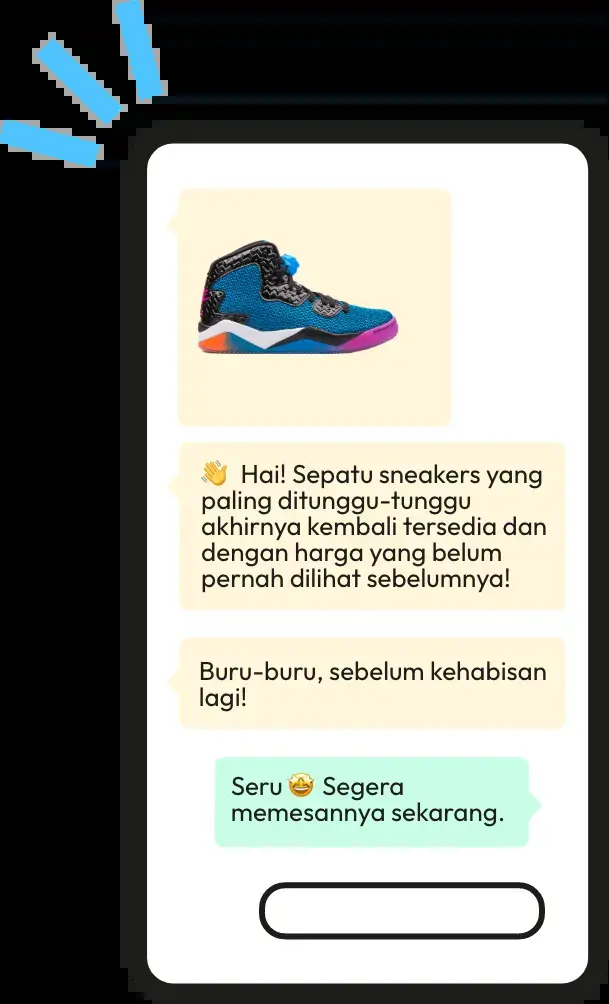 👋 Hai! Sepatu sneakers yang
paling ditunggu-tunggu
akhirnya kembali tersedia dan
dengan harga yang belum
pernah dilihat sebelumnya!
Buru-buru, sebelum kehabisan
lagi!
Seru 🤩 Segera
memesannya sekarang.